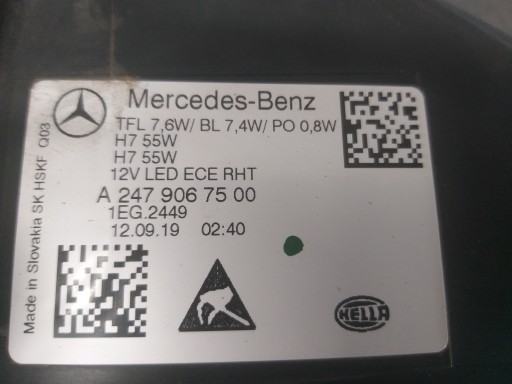 Mercedes-Benz
TFL 7,6W/ BL 7,4W/ PO 0,8W
H7 55W
H7 55W
12V LED ECE RHT
A 247 906 75 00
1EG.2449
12.09.19 02:40
Made in Slovakia SK HSKF Q03
HELLA